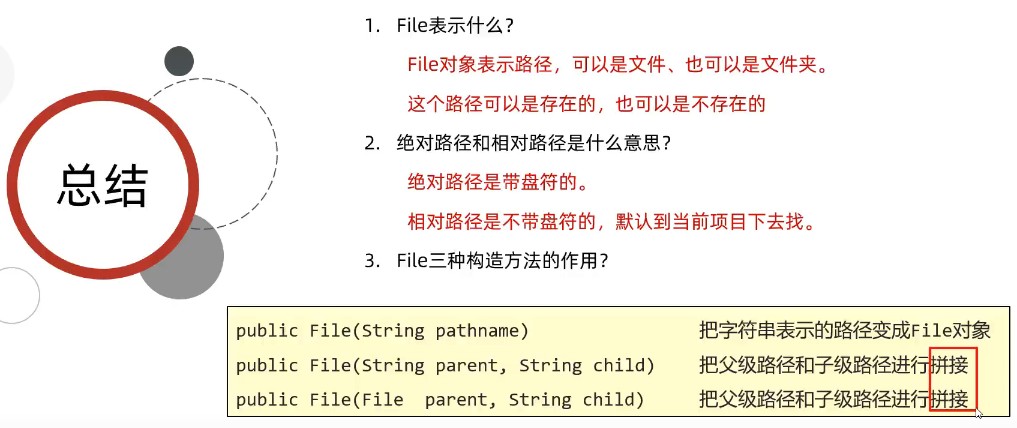 总结
1. File表示什么？
File对象表示路径，可以是文件、也可以是文件夹。
这个路径可以是存在的，也可以是不存在的
2. 绝对路径和相对路径是什么意思？
绝对路径是带盘符的。
相对路径是不带盘符的，默认到当前项目下去找。
3. File三种构造方法的作用？
public File(String pathname) 把字符串表示的路径变成File对象
public File(String parent, String child) 把父级路径和子级路径进行拼接
public File(File  parent, String child) 把父级路径和子级路径进行拼接